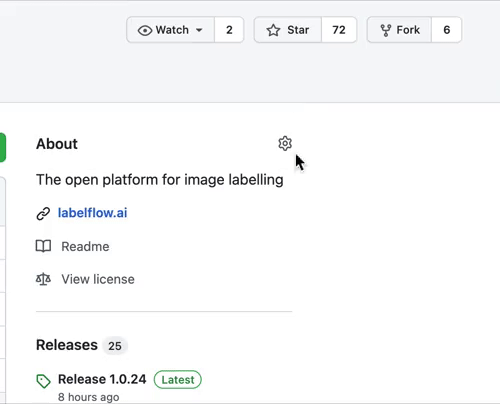 Watch 2 Star 72 Fork 6
About
The open platform for image labelling
labelflow.ai
Readme
View license
Releases 25
Release 1.0.24 Latest
8 hours ago